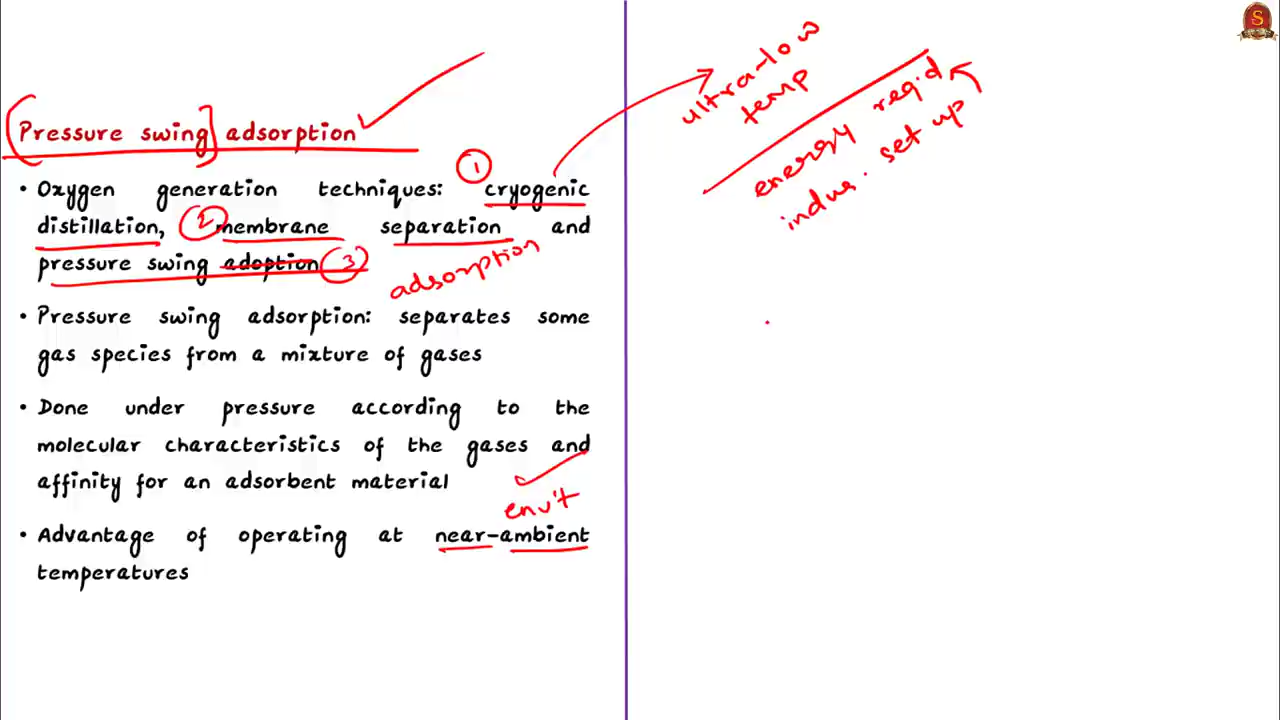 Pressure swing adsorption
• Oxygen generation techniques: ① cryogenic
distillation, ② membrane separation and
pressure swing adoption ③
adsorption
• Pressure swing adsorption: separates some
gas species from a mixture of gases
• Done under pressure according to the
molecular characteristics of the gases and
affinity for an adsorbent material
env't
• Advantage of operating at near-ambient
temperatures
ultra-low
temp
energy req.d
indus. set up
S